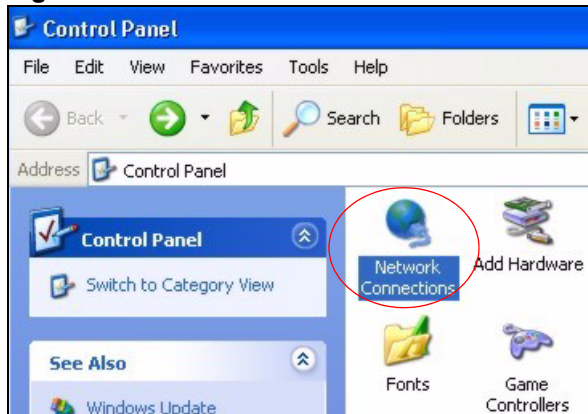 Control Panel
File Edit View Favorites Tools Help
Back Search Folders
Address Control Panel
Control Panel
Switch to Category View
See Also
Windows Update
Network Connections
Add Hardware
Fonts
Game Controllers